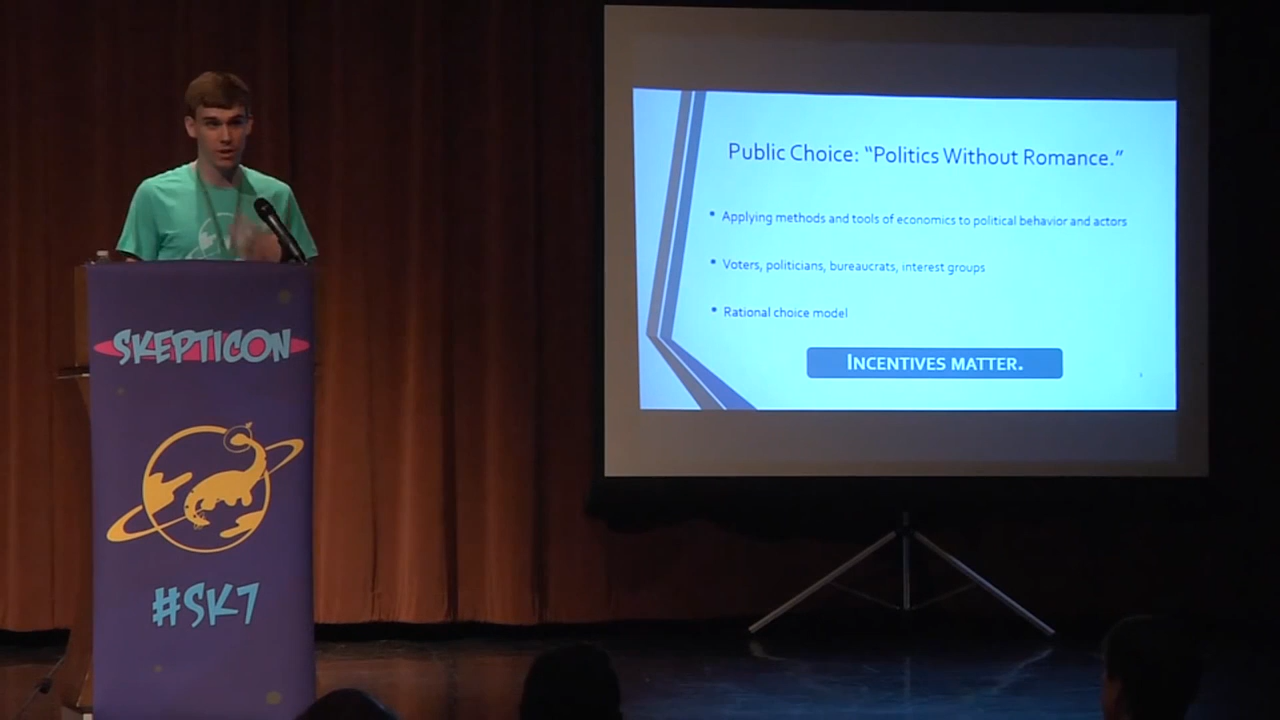 Public Choice: “Politics Without Romance.”
• Applying methods and tools of economics to political behavior and actors
• Voters, politicians, bureaucrats, interest groups
• Rational choice model
INCENTIVES MATTER.
SKEPTICON
#SK7